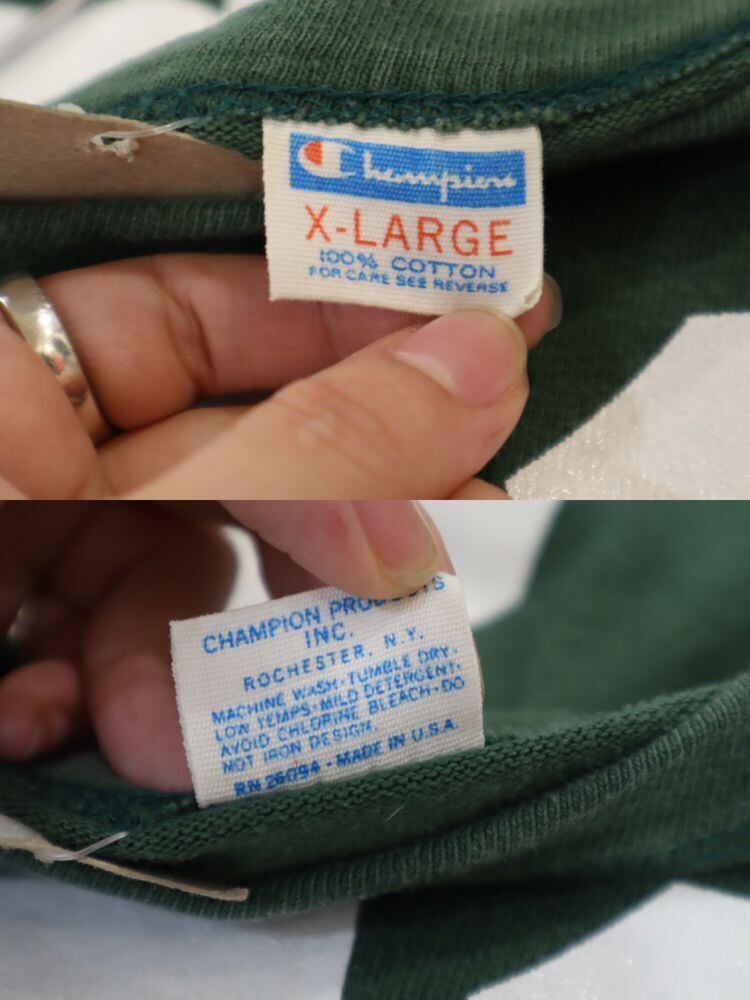 Champion
X-LARGE
100% COTTON
FOR CARE SEE REVERSE
CHAMPION PRODUCTS
INC.
ROCHESTER, N.Y.
MACHINE WASH·TUMBLE DRY·
LOW TEMPS·MILD DETERGENT.
AVOID CHLORINE BLEACH·DO
NOT IRON DESIGN.
RN 26094 - MADE IN U.S.A.